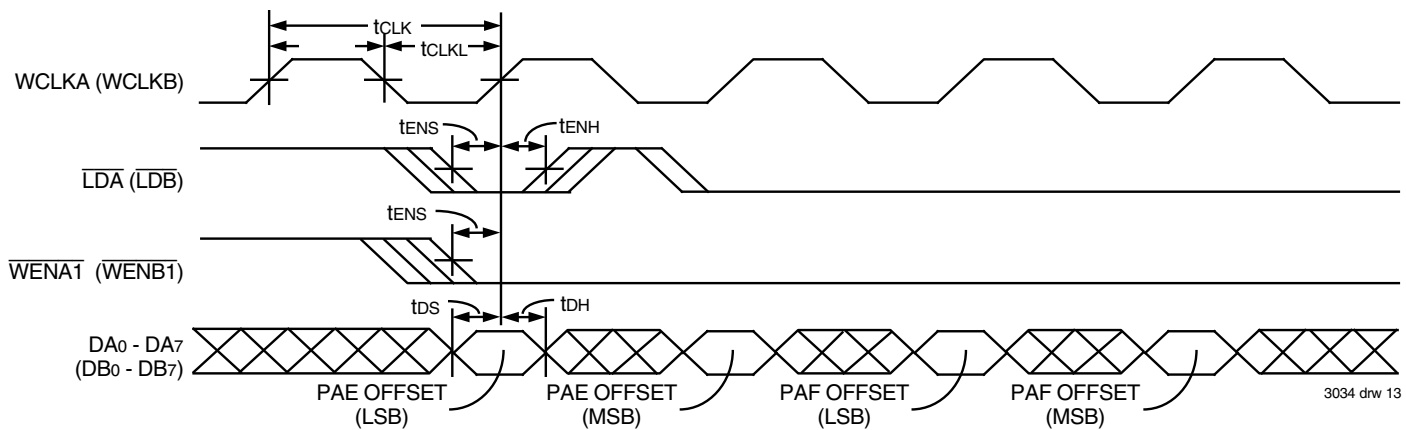 tCLK
tCLKL
WCLKA (WCLKB)
tENS
tENH
LDA (LDB)
tENS
WENA1 (WENB1)
tDS
tDH
DA0 - DA7
(DB0 - DB7)
PAE OFFSET
(LSB)
PAE OFFSET
(MSB)
PAF OFFSET
(LSB)
PAF OFFSET
(MSB)
3034 drw 13